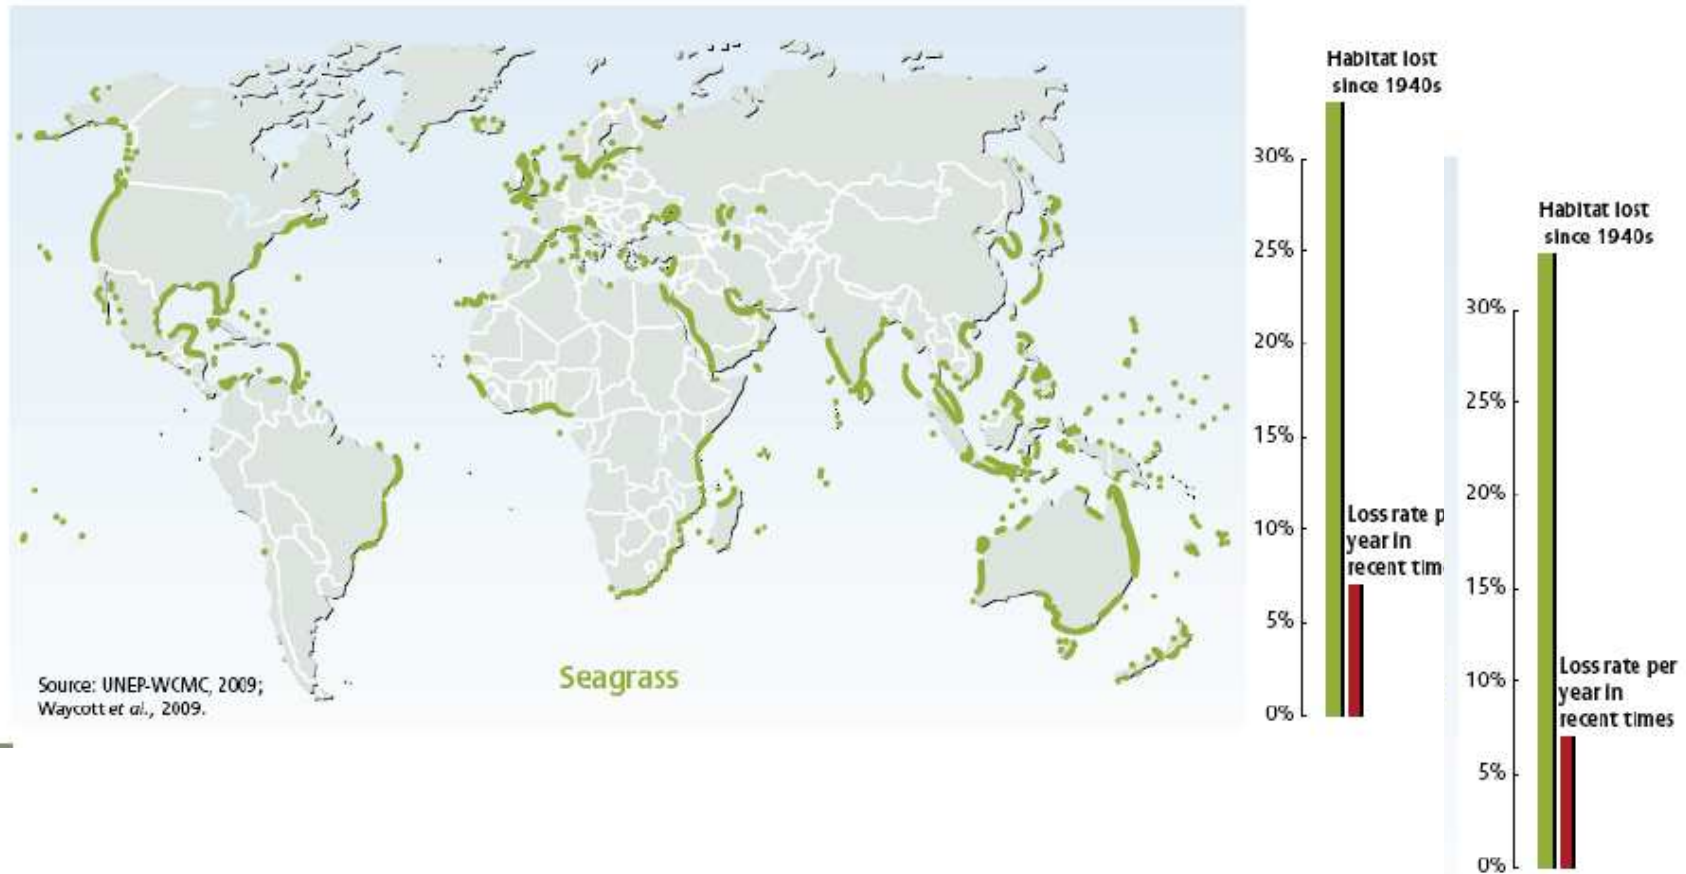 Source: UNEP-WCMC, 2009;
Waycott et al., 2009.
Seagrass
Habitat lost
since 1940s
30%
25%
20%
15%
10%
5%
0%
Loss rate p
year in
recent tim
Habitat lost
since 1940s
30%
25%
20%
15%
10%
5%
0%
Loss rate per
year in
recent times